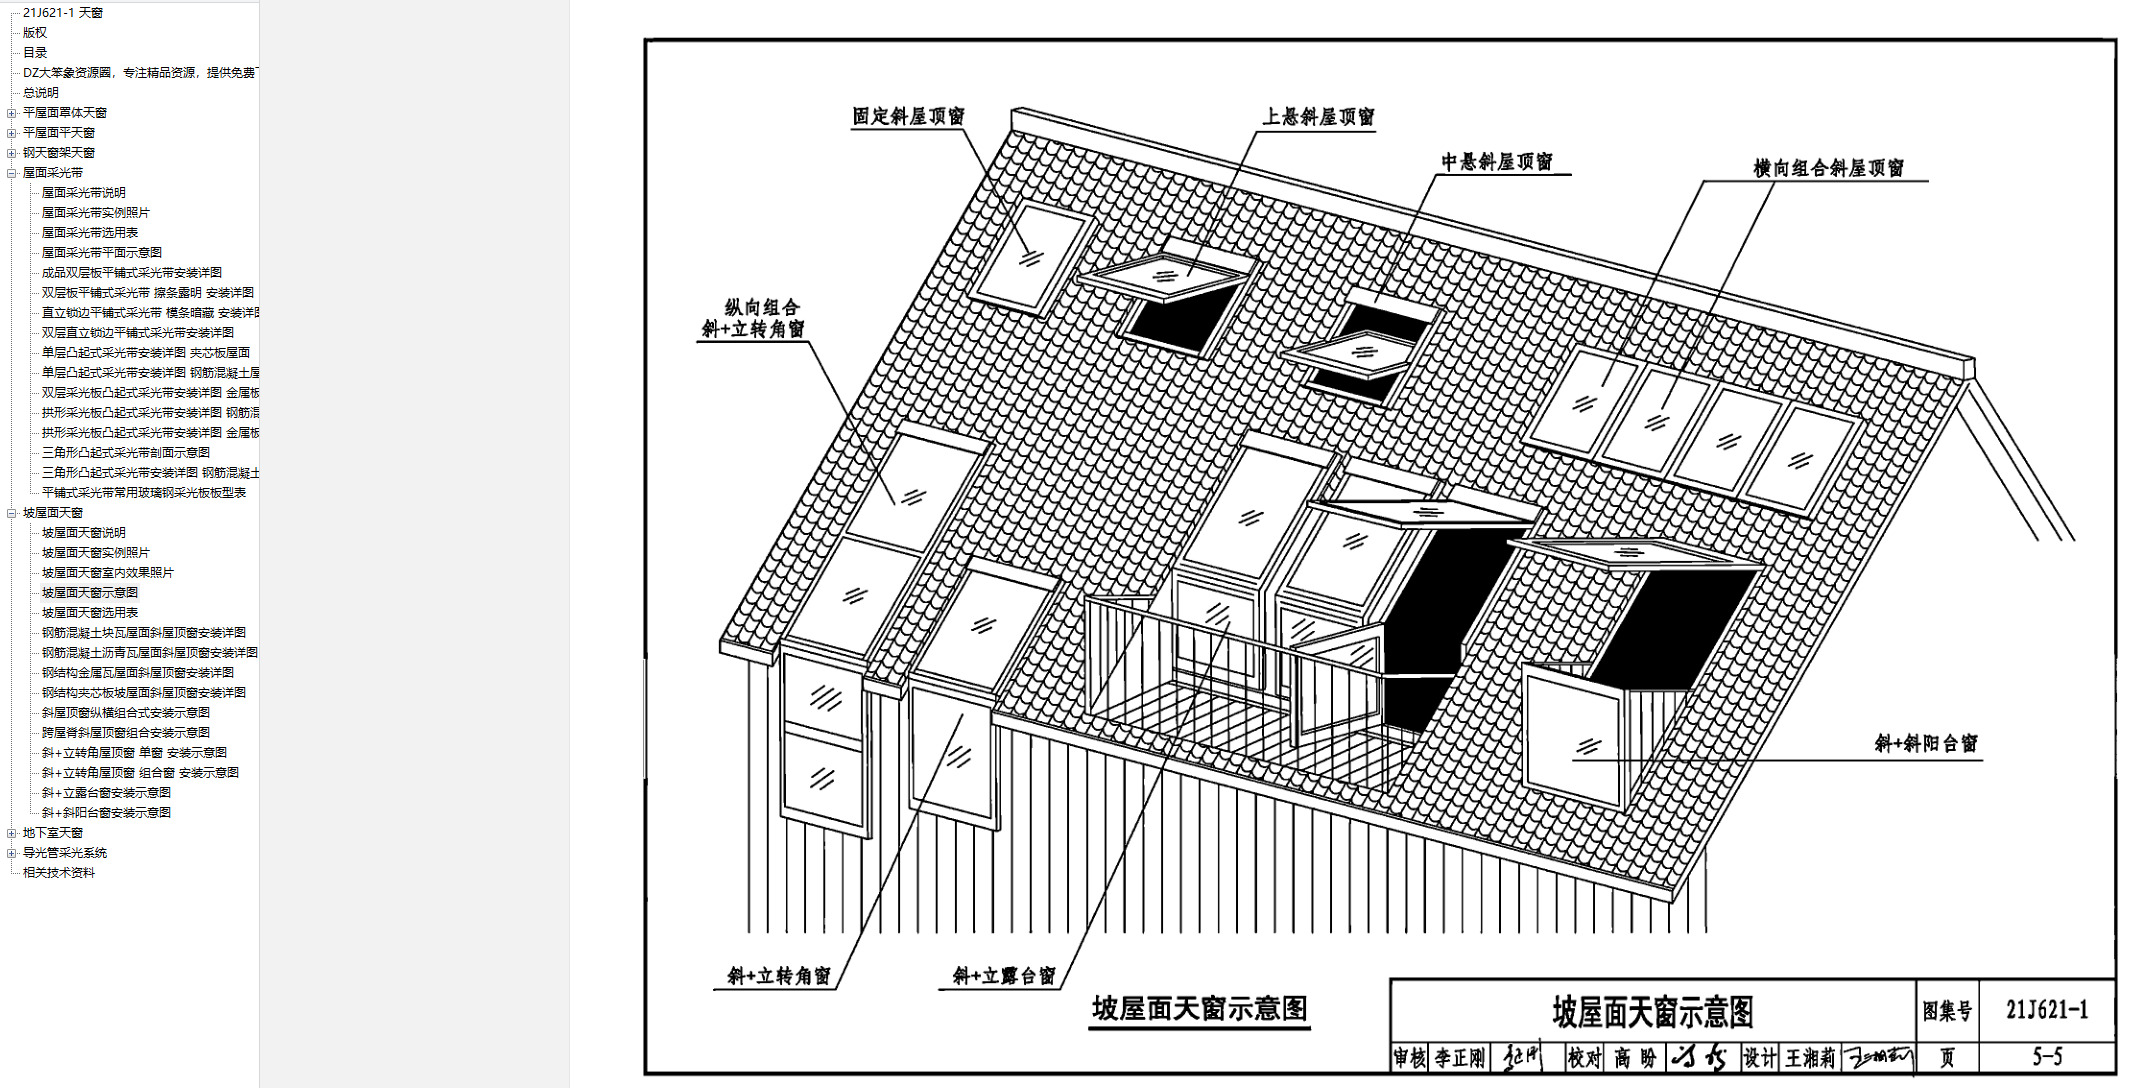 21J621-1 天窗
版权
目录
DZ大笨象资源圈，专注精品资源，提供免费下
总说明
平屋面罩体天窗
平屋面平天窗
钢天窗架天窗
屋面采光带
屋面采光带说明
屋面采光带实例照片
屋面采光带选用表
屋面采光带平面示意图
成品双层板平铺式采光带安装详图
双层板平铺式采光带 擦条露明 安装详图
直立锁边平铺式采光带 模条暗藏 安装详图
双层直立锁边平铺式采光带安装详图
单层凸起式采光带安装详图 夹芯板屋面
单层凸起式采光带安装详图 钢筋混凝土屋
双层采光板凸起式采光带安装详图 金属板
拱形采光板凸起式采光带安装详图 钢筋混
拱形采光板凸起式采光带安装详图 金属板
三角形凸起式采光带剖面示意图
三角形凸起式采光带安装详图 钢筋混凝土
平铺式采光带常用玻璃钢采光板板型表
坡屋面天窗
坡屋面天窗说明
坡屋面天窗实例照片
坡屋面天窗室内效果照片
坡屋面天窗示意图
坡屋面天窗选用表
钢筋混凝土块瓦屋面斜屋顶窗安装详图
钢筋混凝土沥青瓦屋面斜屋顶窗安装详图
钢结构金属瓦屋面斜屋顶窗安装详图
钢结构夹芯板坡屋面斜屋顶窗安装详图
斜屋顶窗纵横组合式安装示意图
跨屋脊斜屋顶窗组合安装示意图
斜+立转角屋顶窗 单窗 安装示意图
斜+立转角屋顶窗 组合窗 安装示意图
斜+立露台窗安装示意图
斜+斜阳台窗安装示意图
地下室天窗
导光管采光系统
相关技术资料
固定斜屋顶窗
上悬斜屋顶窗
中悬斜屋顶窗
横向组合斜屋顶窗
纵向组合
斜+立转角窗
斜+斜阳台窗
斜+立转角窗
斜+立露台窗
坡屋面天窗示意图
坡屋面天窗示意图 图集号 21J621-1
审核 李正刚 校对 高盼 设计 王湘莉 页 5-5